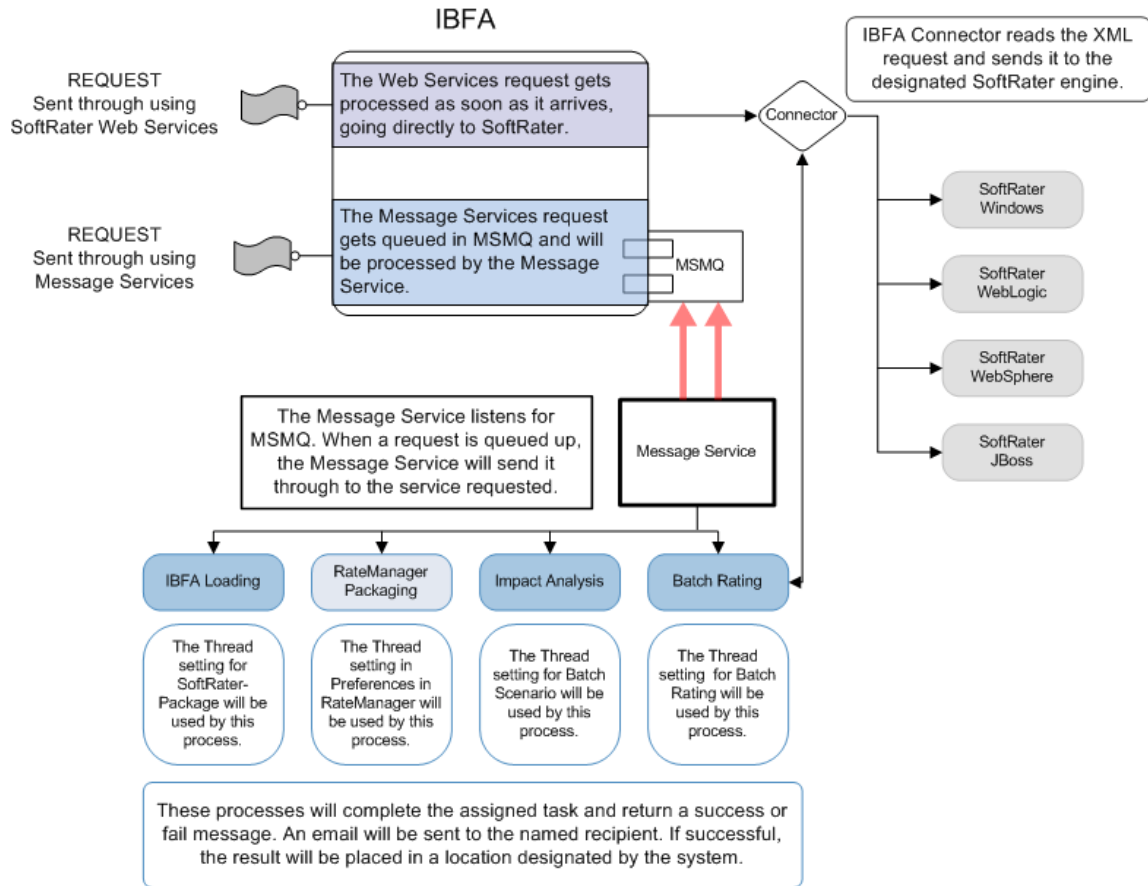 IBFA
IBFA Connector reads the XML
request and sends it to the
designated SoftRater engine.
REQUEST
Sent through using
SoftRater Web Services
The Web Services request gets
processed as soon as it arrives,
going directly to SoftRater.
Connector
SoftRater
Windows
REQUEST
Sent through using
Message Services
The Message Services request
gets queued in MSMQ and will
be processed by the Message
Service.
MSMQ
SoftRater
WebLogic
SoftRater
WebSphere
SoftRater
JBoss
The Message Service listens for
MSMQ. When a request is queued up,
the Message Service will send it
through to the service requested.
Message Service
IBFA Loading
RateManager
Packaging
Impact Analysis
Batch Rating
The Thread
setting for
SoftRater-
Package will be
used by this
process.
The Thread
setting in
Preferences in
RateManager will
be used by this
process.
The Thread
setting for Batch
Scenario will be
used by this
process.
The Thread
setting for Batch
Rating will be
used by this
process.
These processes will complete the assigned task and return a success or
fail message. An email will be sent to the named recipient. If successful,
the result will be placed in a location designated by the system.